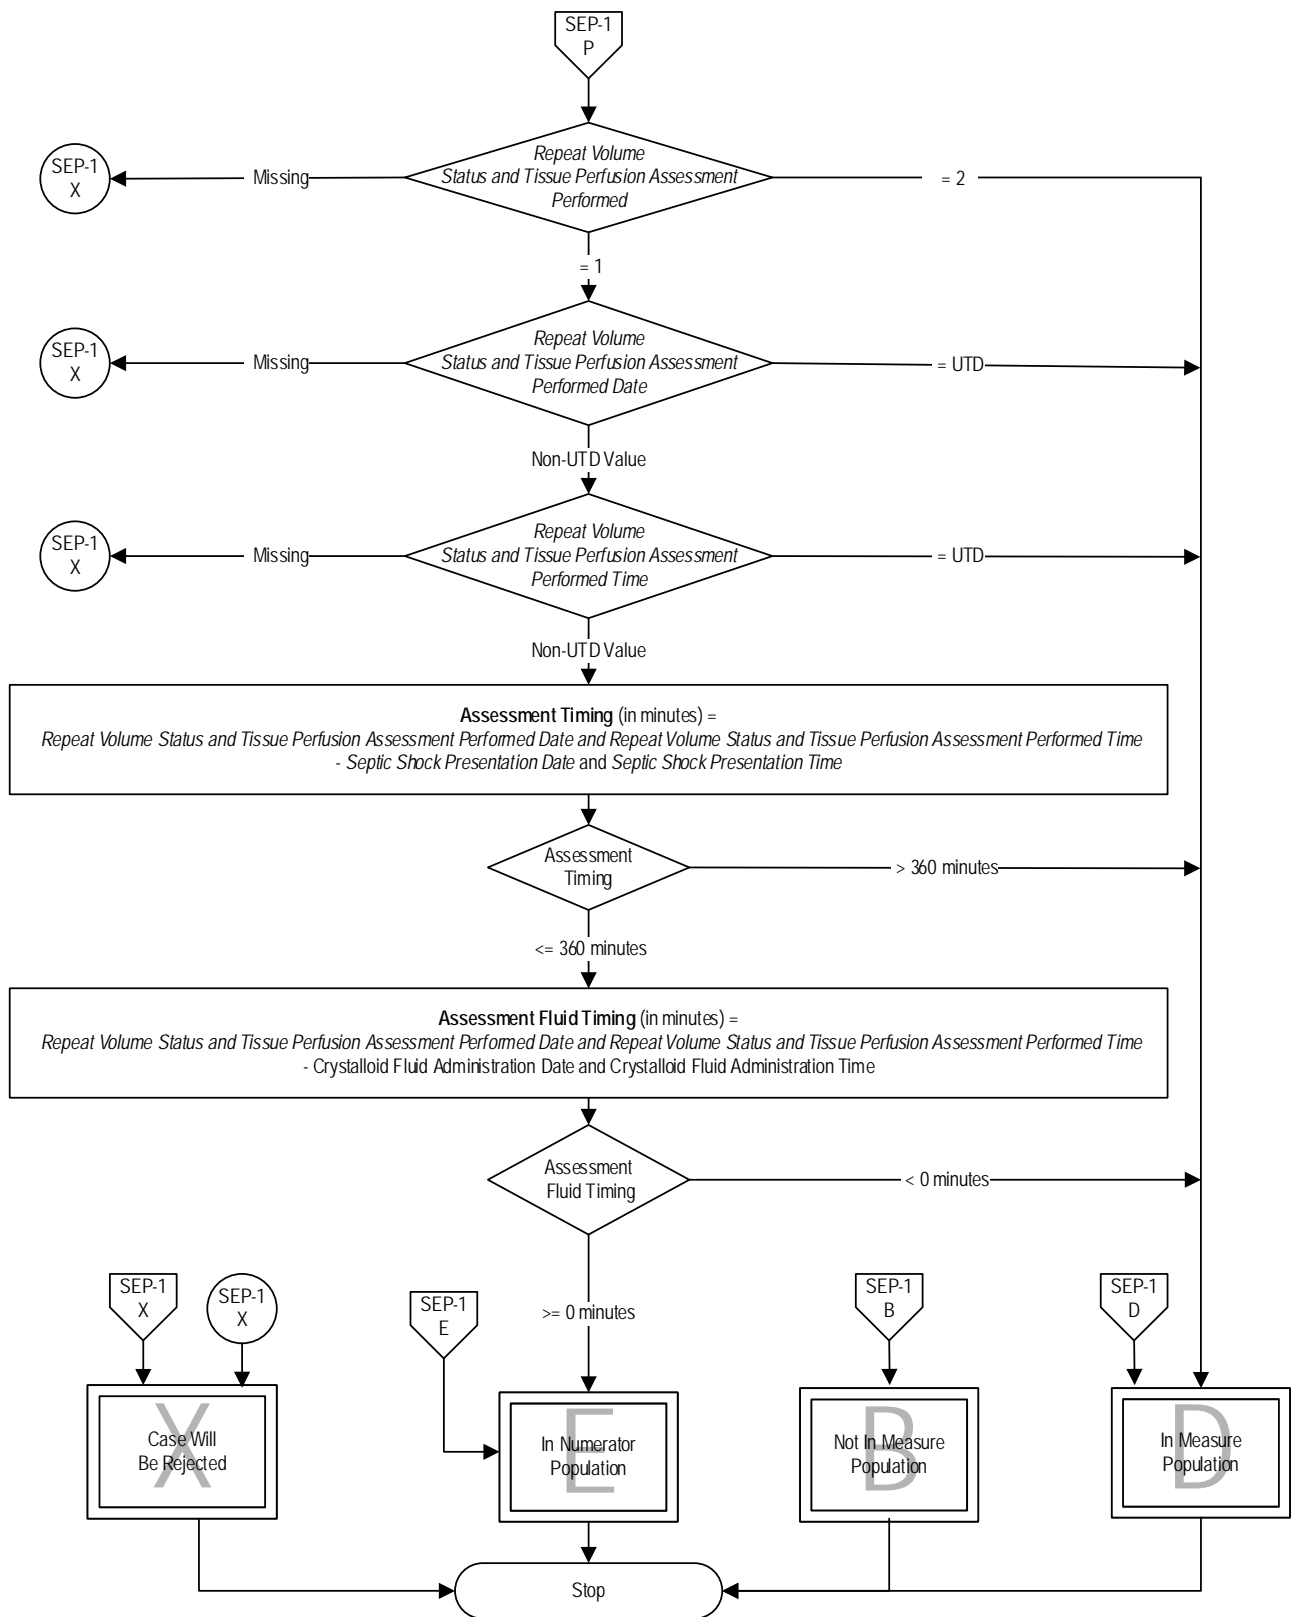 SEP-1
P
Repeat Volume
Status and Tissue Perfusion Assessment
Performed
SEP-1
X
Missing
= 2
= 1
Repeat Volume
Status and Tissue Perfusion Assessment
Performed Date
SEP-1
X
Missing
= UTD
Non-UTD Value
Repeat Volume
Status and Tissue Perfusion Assessment
Performed Time
SEP-1
X
Missing
= UTD
Non-UTD Value
Assessment Timing (in minutes) =
Repeat Volume Status and Tissue Perfusion Assessment Performed Date and Repeat Volume Status and Tissue Perfusion Assessment Performed Time
- Septic Shock Presentation Date and Septic Shock Presentation Time
Assessment
Timing
> 360 minutes
<= 360 minutes
Assessment Fluid Timing (in minutes) =
Repeat Volume Status and Tissue Perfusion Assessment Performed Date and Repeat Volume Status and Tissue Perfusion Assessment Performed Time
- Crystalloid Fluid Administration Date and Crystalloid Fluid Administration Time
Assessment
Fluid Timing
< 0 minutes
>= 0 minutes
SEP-1
X
SEP-1
X
SEP-1
E
SEP-1
B
SEP-1
D
X
Case Will
Be Rejected
E
In Numerator
Population
B
Not In Measure
Population
D
In Measure
Population
Stop